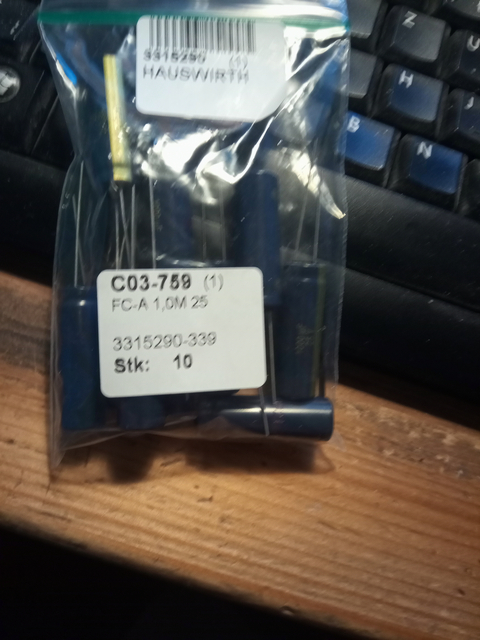 3315290 (1)
HAUSWIRTH
N
H
J
B
N
C03-759 (1)
FC-A 1,0M 25
3315290-339
Stk: 10